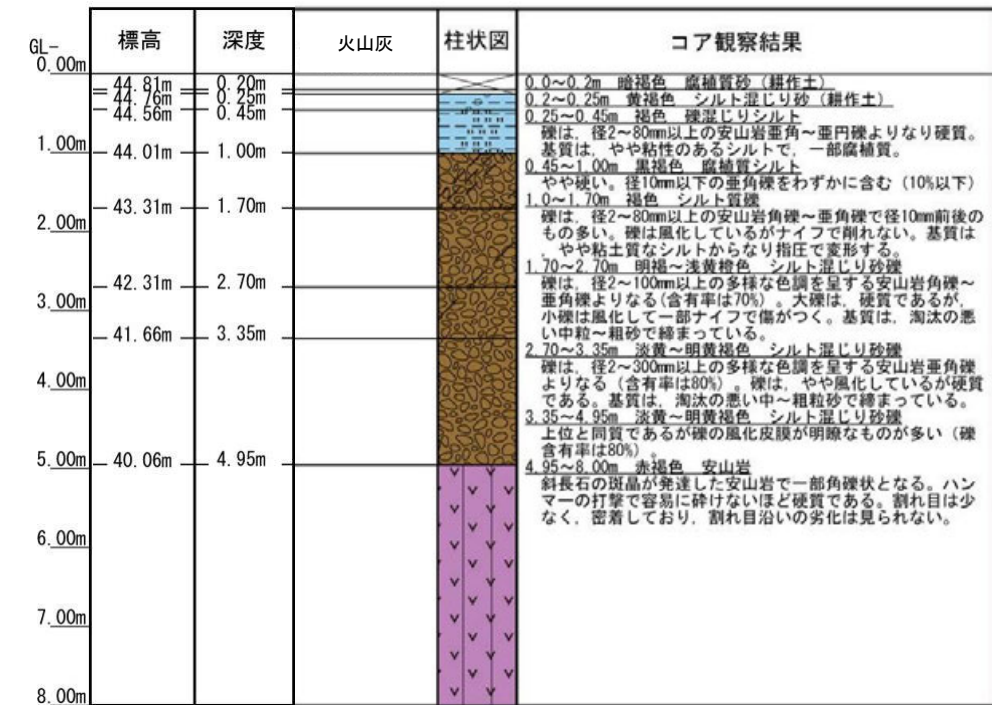 標高 深度 火山灰 柱状図 コア観察結果
GL-
0.00m
44.81m 0.20m
44.76m 0.25m
44.56m 0.45m
1.00m
44.01m 1.00m
43.31m 1.70m
2.00m
42.31m 2.70m
3.00m
41.66m 3.35m
4.00m
5.00m
40.06m 4.95m
6.00m
7.00m
8.00m
0.0～0.2m 暗褐色 腐植質砂（耕作土）
0.2～0.25m 黄褐色 シルト混じり砂（耕作土）
0.25～0.45m 褐色 礫混じりシルト
礫は，径2～80mm以上の安山岩亜角～亜円礫よりなり硬質。
基質は，やや粘性のあるシルトで，一部腐植質。
0.45～1.00m 黒褐色 腐植質シルト
やや硬い。径10mm以下の亜角礫をわずかに含む（10%以下）
1.0～1.70m 褐色 シルト質礫
礫は，径2～80mm以上の安山岩角礫～亜角礫で径10mm前後の
もの多い。礫は風化しているがナイフで削れない。基質は
，やや粘土質なシルトからなり指圧で変形する。
1.70～2.70m 明褐～浅黄橙色 シルト混じり砂礫
礫は，径2～100mm以上の多様な色調を呈する安山岩角礫～
亜角礫よりなる(含有率は70%)。大礫は，硬質であるが，
小礫は風化して一部ナイフで傷がつく。基質は，淘汰の悪
い中粒～粗砂で締まっている。
2.70～3.35m 淡黄～明黄褐色 シルト混じり砂礫
礫は，径2～300mm以上の多様な色調を呈する安山岩亜角礫
よりなる（含有率は80%）。礫は，やや風化しているが硬質
である。基質は，淘汰の悪い中～粗粒砂で締まっている。
3.35～4.95m 淡黄～明黄褐色 シルト混じり砂礫
上位と同質であるが礫の風化皮膜が明瞭なものが多い（礫
含有率は80%）。
4.95～8.00m 赤褐色 安山岩
斜長石の斑晶が発達した安山岩で一部角礫状となる。ハン
マーの打撃で容易に砕けないほど硬質である。割れ目は少
なく，密着しており，割れ目沿いの劣化は見られない。